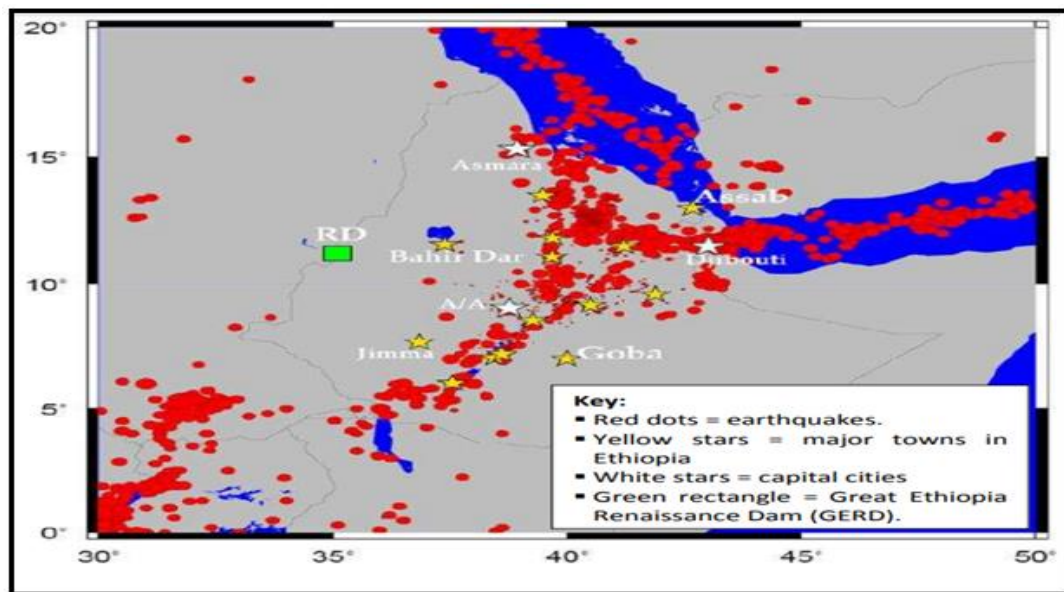 20°
15°
Asmara
Assab
RD
Bahir Dar
Djibouti
10°
A/A
Jimma
Goba
5°
0°
Key:
▪ Red dots = earthquakes.
▪ Yellow stars = major towns in
Ethiopia
▪ White stars = capital cities
▪ Green rectangle = Great Ethiopia
Renaissance Dam (GERD).
30° 35° 40° 45° 50°